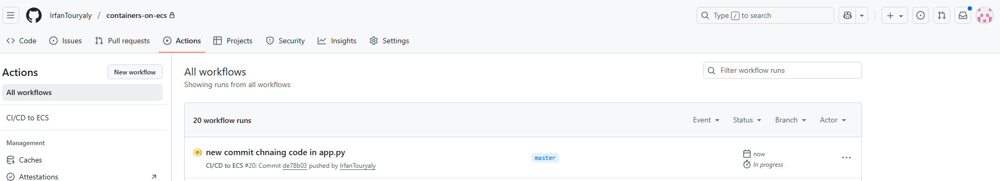 IrfanTouryaly / containers-on-ecs
Type / to search
Code
Issues
Pull requests
Actions
Projects
Security
Insights
Settings
Actions
New workflow
All workflows
CI/CD to ECS
Management
Caches
Attestations
All workflows
Showing runs from all workflows
Filter workflow runs
20 workflow runs
Event
Status
Branch
Actor
new commit chnaing code in app.py
CI/CD to ECS #20: Commit de78b03 pushed by IrfanTouryaly
master
now
In progress